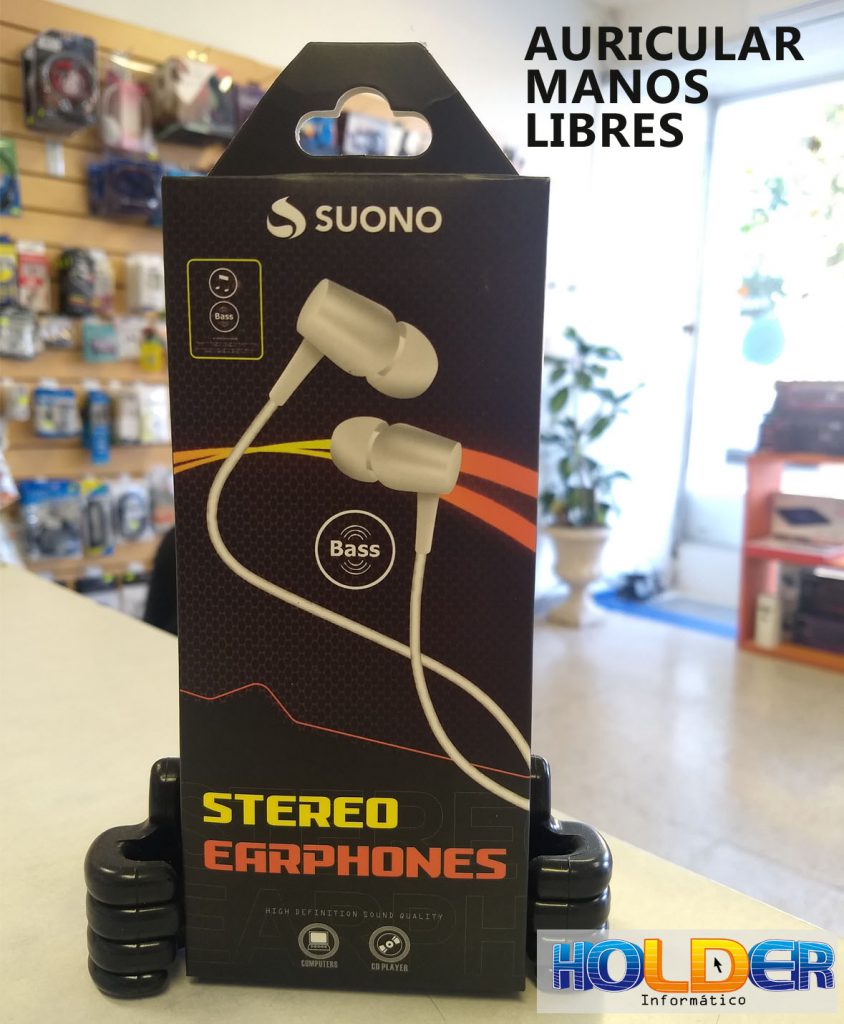 AURICULAR
MANOS
LIBRES
SUONO
Bass
Bass
STEREO
EARPHONES
HIGH DEFINITION SOUND QUALITY
COMPUTERS
CD PLAYER
HOLDER
Informático